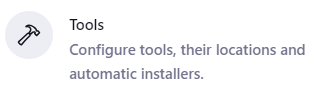 Tools
Configure tools, their locations and
automatic installers.